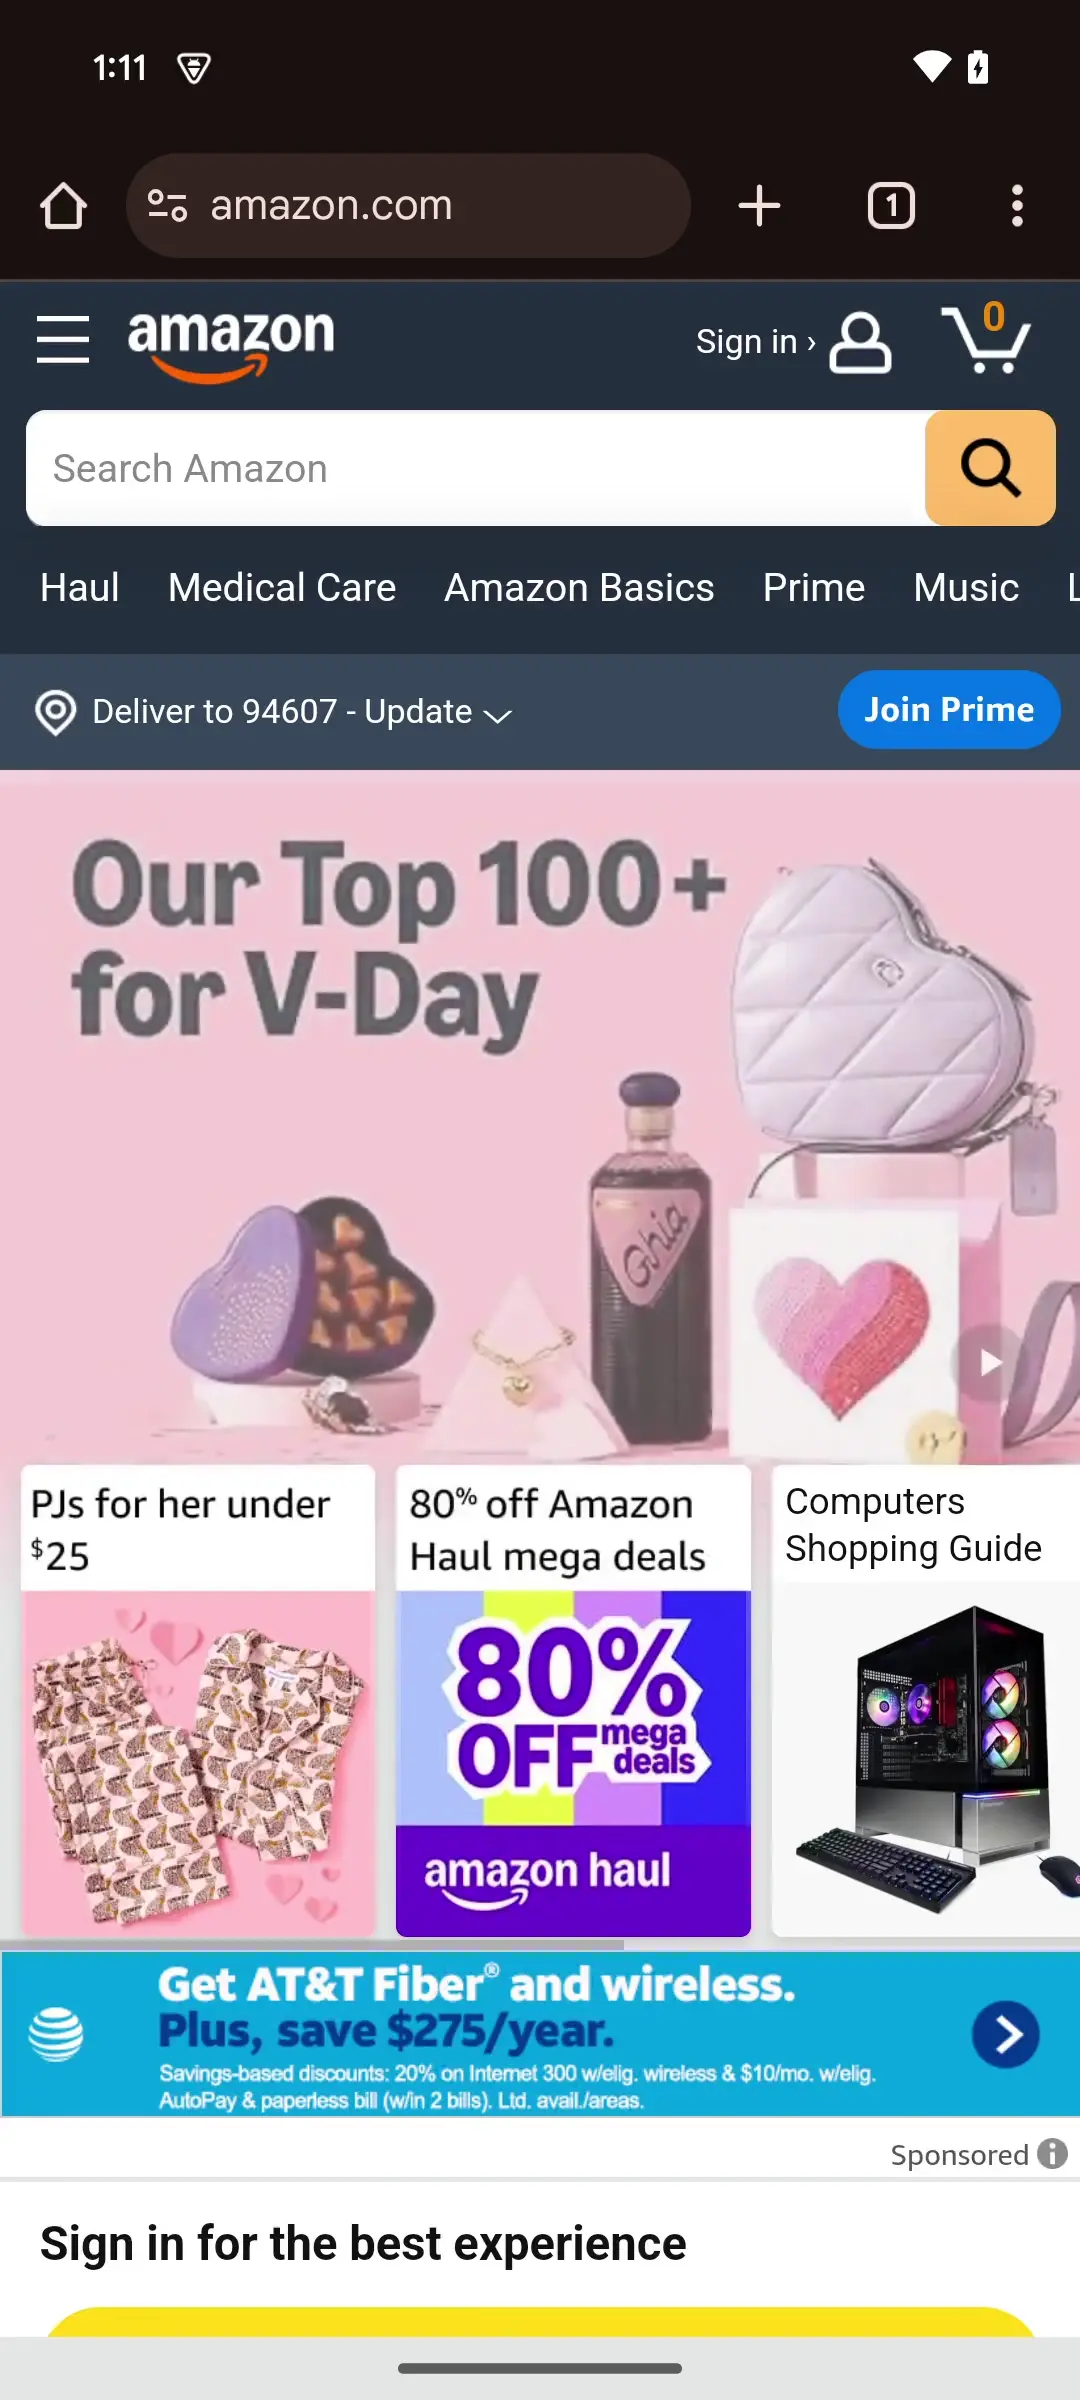 1:11
amazon.com
1
amazon
Sign in ›
0
Search Amazon
Haul Medical Care Amazon Basics Prime Music L
Deliver to 94607 - Update
Join Prime
Our Top 100+
for V-Day
Ghia
PJs for her under
$25
80% off Amazon
Haul mega deals
80%
OFF mega
deals
amazon haul
Computers
Shopping Guide
Get AT&T Fiber® and wireless.
Plus, save $275/year.
Savings-based discounts: 20% on Internet 300 w/elig. wireless & $10/mo. w/elig.
AutoPay & paperless bill (w/in 2 bills). Ltd. avail./areas.
Sponsored
Sign in for the best experience